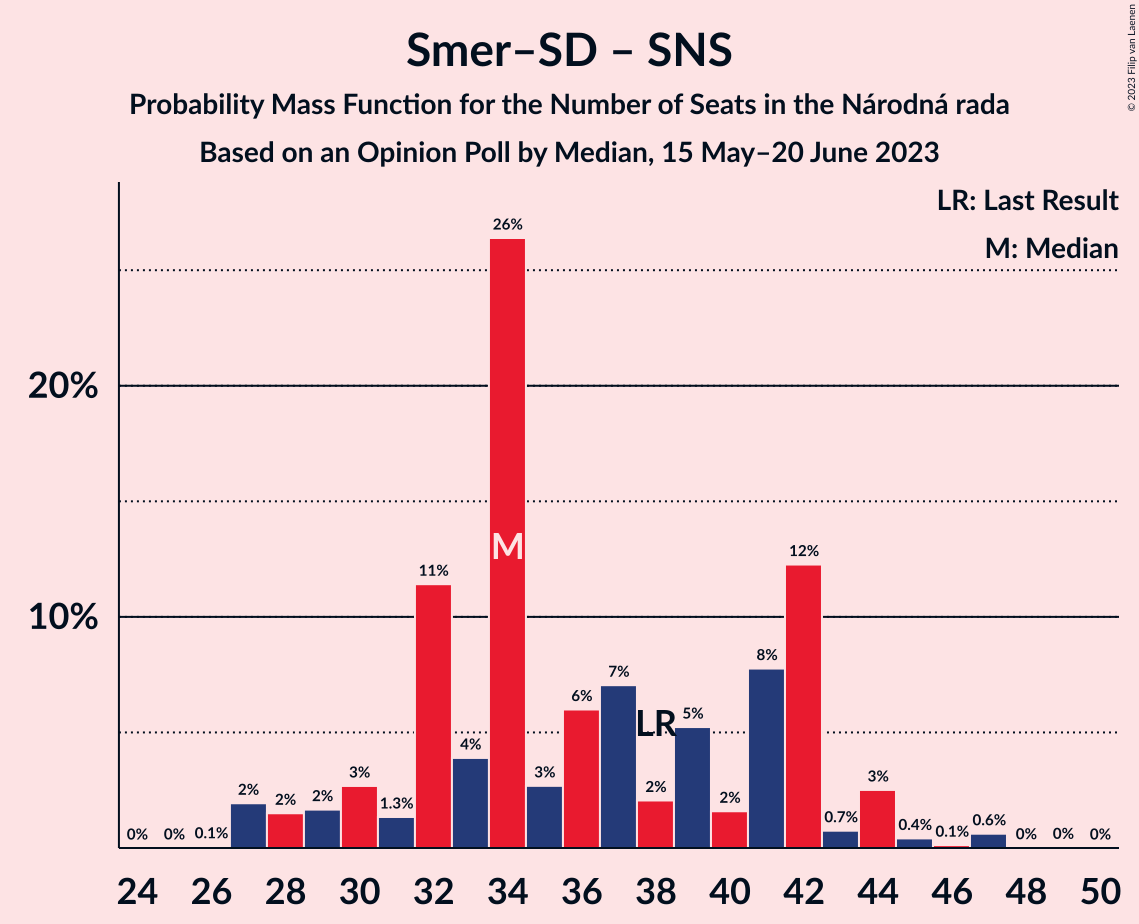 Smer–SD – SNS
Probability Mass Function for the Number of Seats in the Národná rada
Based on an Opinion Poll by Median, 15 May–20 June 2023
© 2023 Filip van Laenen
LR: Last Result
M: Median
20%
10%
0% 0% 0.1% 2% 2% 2% 3% 1.3% 11% 4% 26% 3% 6% 7% 2% 5% 2% 8% 12% 0.7% 3% 0.4% 0.1% 0.6% 0% 0% 0%
M
LR
24 26 28 30 32 34 36 38 40 42 44 46 48 50